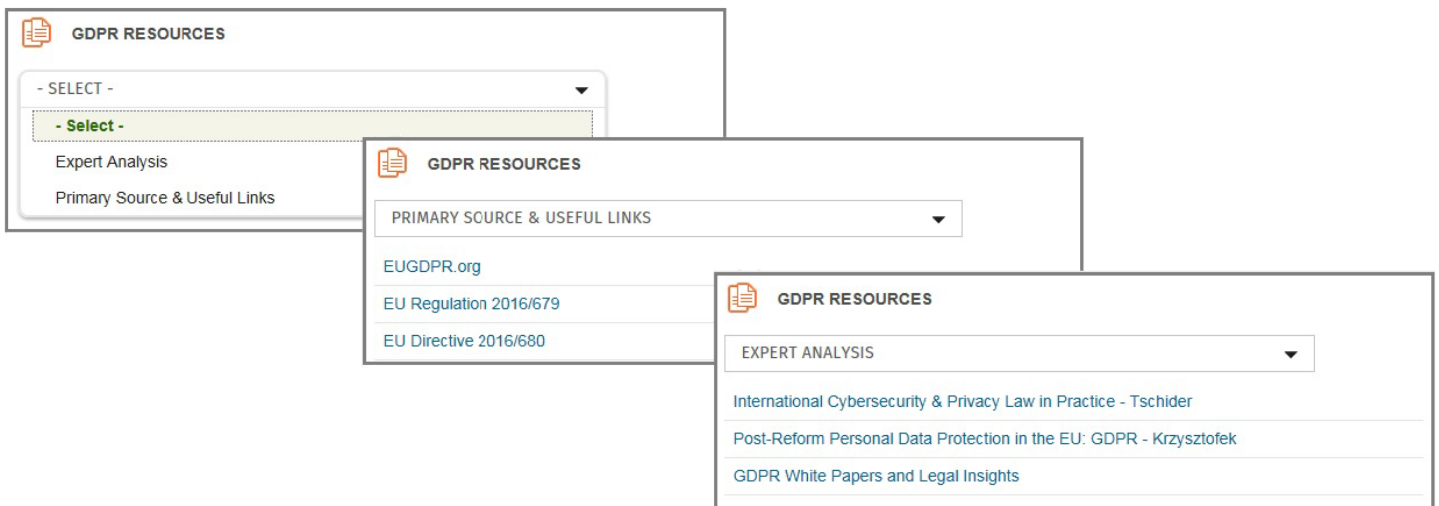 GDPR RESOURCES
- SELECT -
- Select -
Expert Analysis
Primary Source & Useful Links
GDPR RESOURCES
PRIMARY SOURCE & USEFUL LINKS
EUGDPR.org
EU Regulation 2016/679
EU Directive 2016/680
GDPR RESOURCES
EXPERT ANALYSIS
International Cybersecurity & Privacy Law in Practice - Tschider
Post-Reform Personal Data Protection in the EU: GDPR - Krzysztofek
GDPR White Papers and Legal Insights